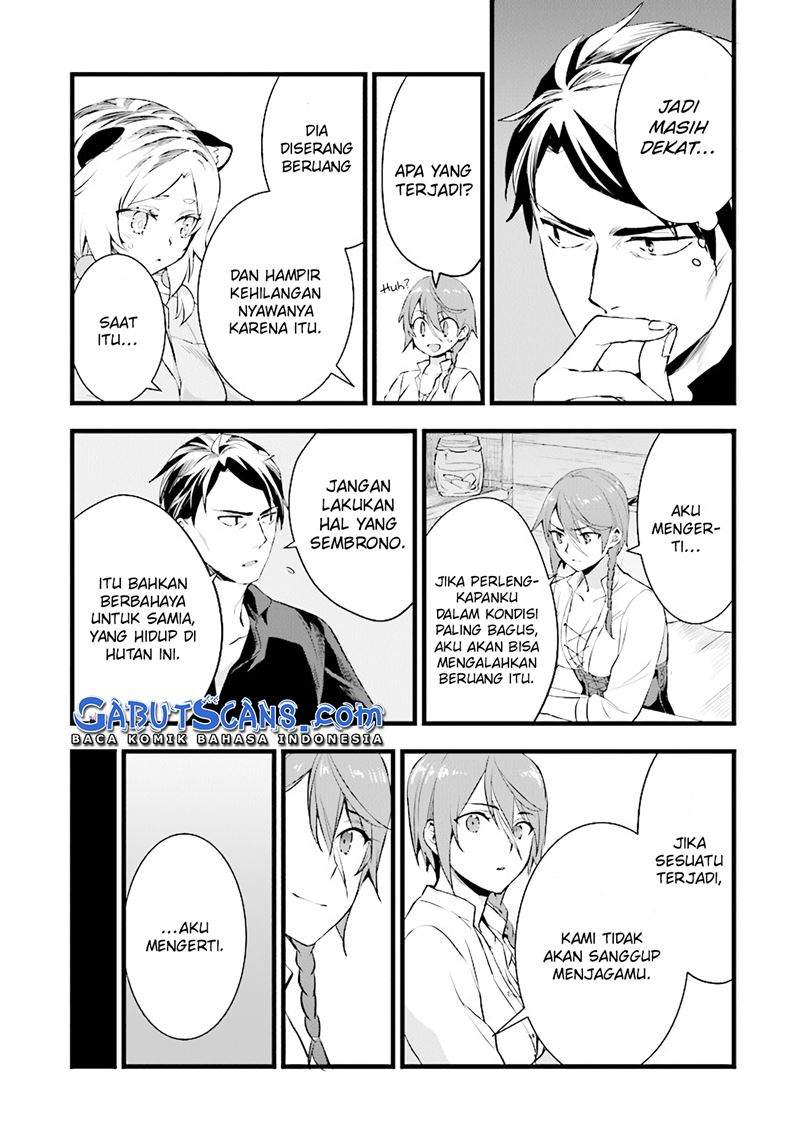 JADI
MASIH
DEKAT...
APA YANG
TERJADI?
Huh?
DIA
DISERANG
BERUANG
DAN HAMPIR
KEHILANGAN
NYAWANYA
KARENA ITU.
SAAT
ITU...
AKU
MENGER-
TI...
JIKA PERLENG-
KAPANKU
DALAM KONDISI
PALING BAGUS,
AKU AKAN BISA
MENGALAHKAN
BERUANG ITU.
JANGAN
LAKUKAN
HAL YANG
SEMBRONO.
ITU BAHKAN
BERBAHAYA
UNTUK SAMIA,
YANG HIDUP DI
HUTAN INI.
GABUTSCANS.com
BACA KOMIK BAHASA INDONESIA
JIKA
SESUATU
TERJADI,
KAMI TIDAK
AKAN SANGGUP
MENJAGAMU.
...AKU
MENGERTI.